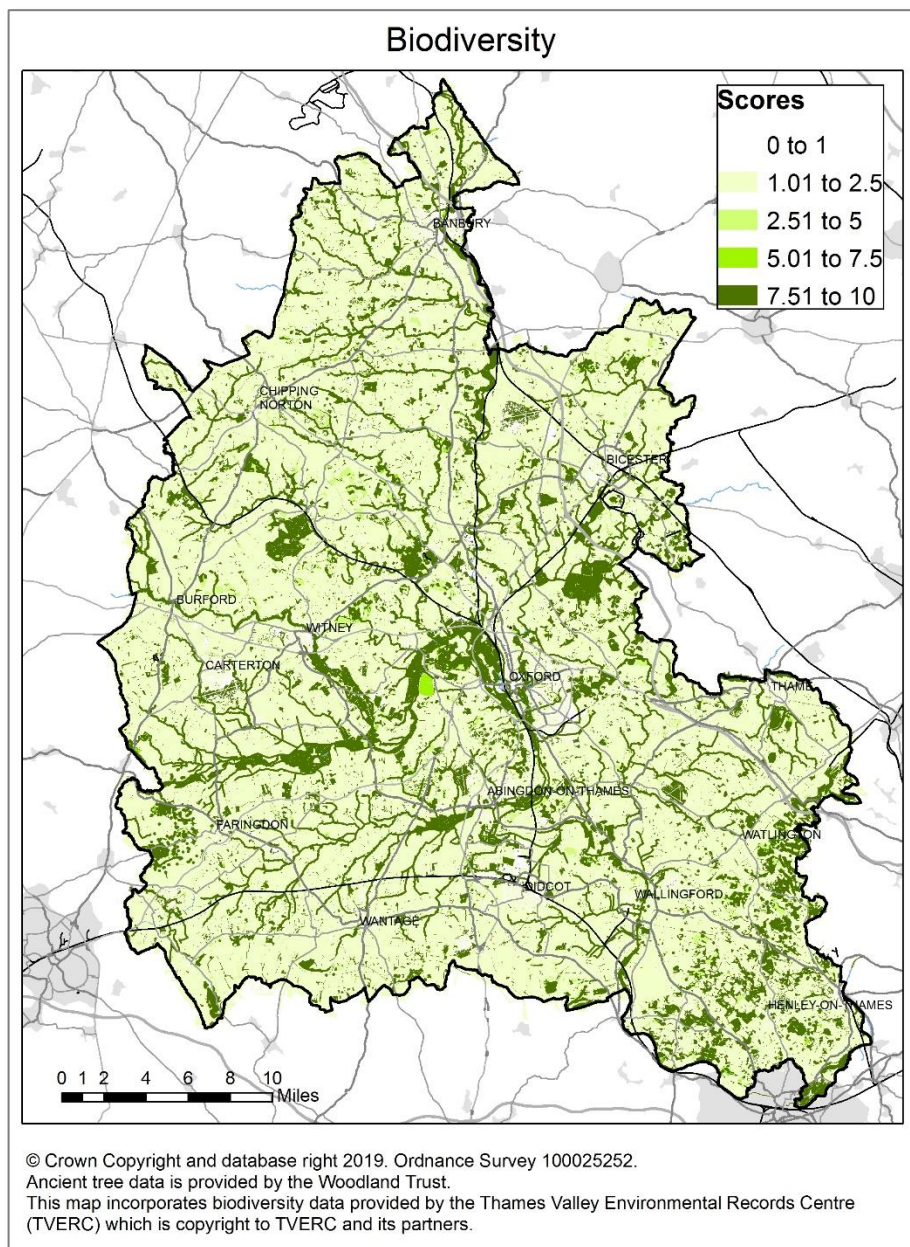 Biodiversity
Scores
0 to 1
1.01 to 2.5
2.51 to 5
5.01 to 7.5
7.51 to 10
BANBURY
CHIPPING
NORTON
BICESTER
BURFORD
WITNEY
CARTERTON
OXFORD
THAME
ABINGDON-ON-THAMES
FARINGDON
WATLINGTON
DIDCOT
WALLINGFORD
WANTAGE
HENLEY-ON-THAMES
0 1 2 4 6 8 10
Miles
© Crown Copyright and database right 2019. Ordnance Survey 100025252.
Ancient tree data is provided by the Woodland Trust.
This map incorporates biodiversity data provided by the Thames Valley Environmental Records Centre
(TVERC) which is copyright to TVERC and its partners.